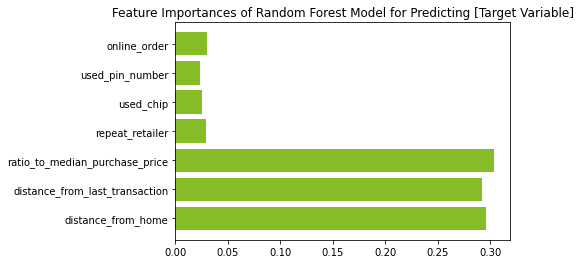 Feature Importances of Random Forest Model for Predicting [Target Variable]
online_order
used_pin_number
used_chip
repeat_retailer
ratio_to_median_purchase_price
distance_from_last_transaction
distance_from_home
0.00 0.05 0.10 0.15 0.20 0.25 0.30